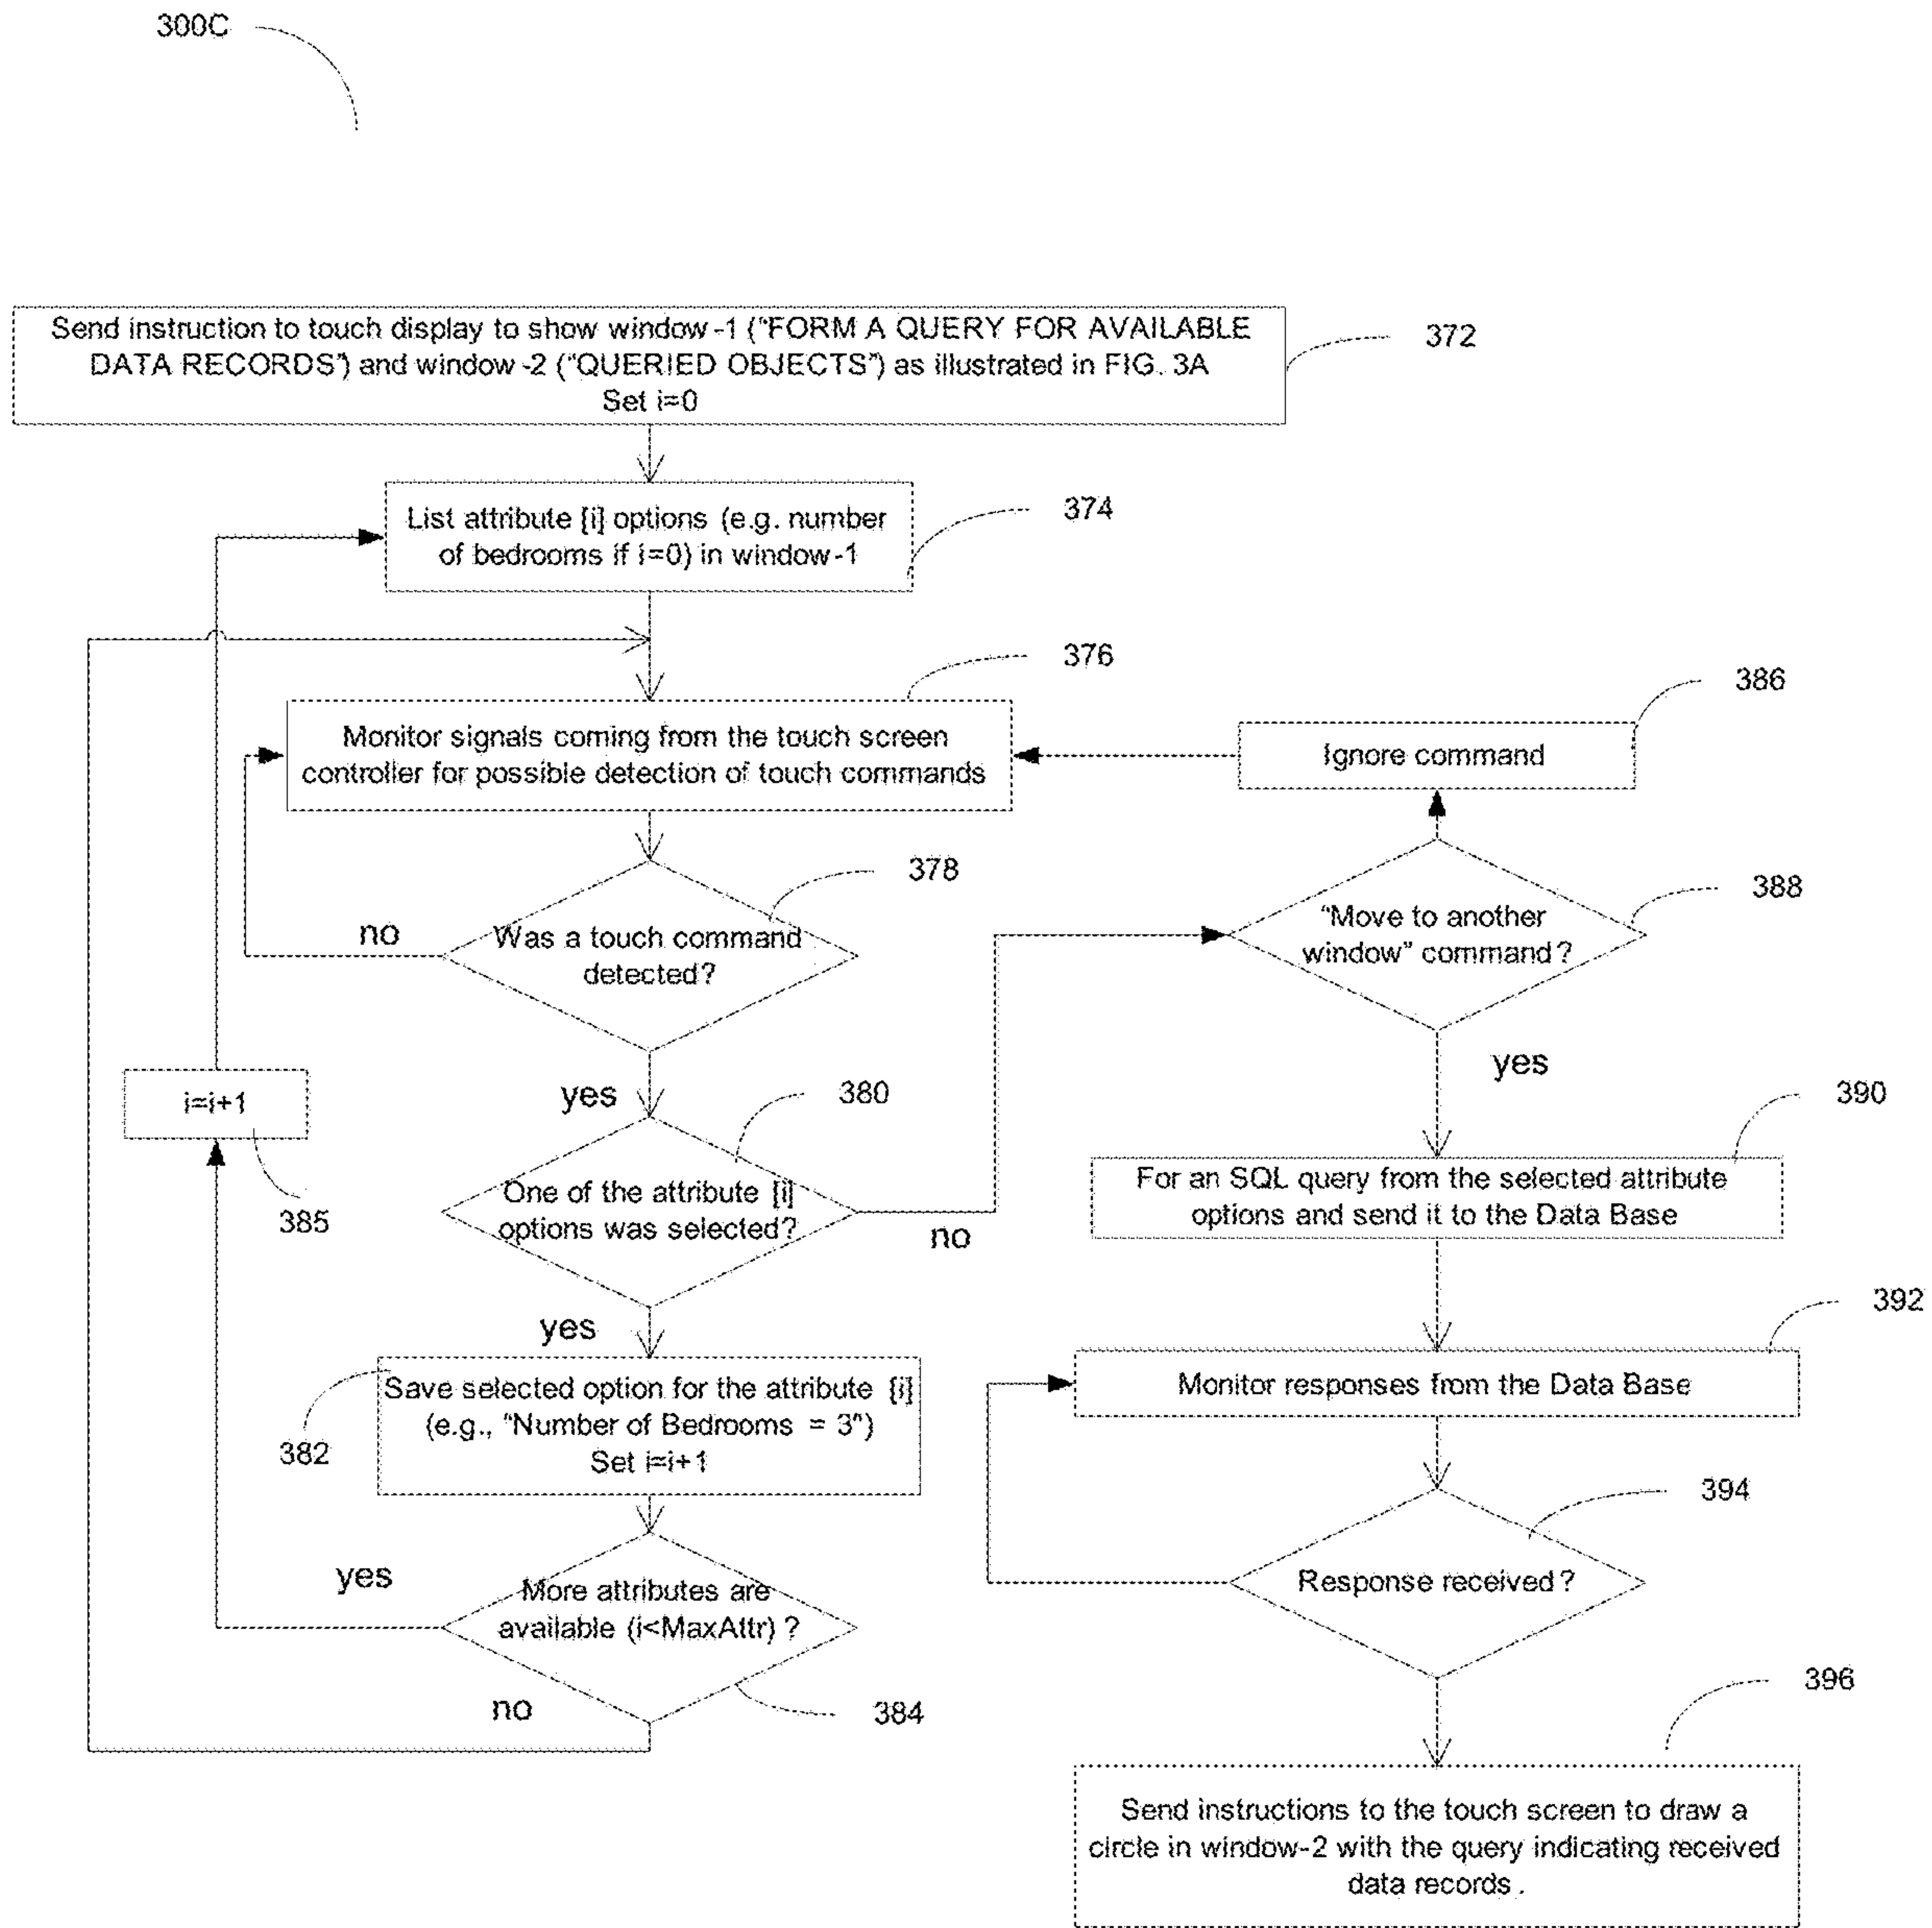 300C
Send instruction to touch display to show window-1 ("FORM A QUERY FOR AVAILABLE
DATA RECORDS") and window-2 ("QUERIED OBJECTS") as illustrated in FIG. 3A
Set i=0
372
List attribute [i] options (e.g. number
of bedrooms if i=0) in window-1
374
376
Monitor signals coming from the touch screen
controller for possible detection of touch commands
386
Ignore command
378
Was a touch command
detected?
no
388
"Move to another
window" command?
yes
yes
380
i=i+1
385
One of the attribute [i]
options was selected?
no
390
For an SQL query from the selected attribute
options and send it to the Data Base
yes
382
Save selected option for the attribute [i]
(e.g., "Number of Bedrooms = 3")
Set i=i+1
392
Monitor responses from the Data Base
394
Response received?
yes
More attributes are
available (i<MaxAttr) ?
no
384
396
Send instructions to the touch screen to draw a
circle in window-2 with the query indicating received
data records.